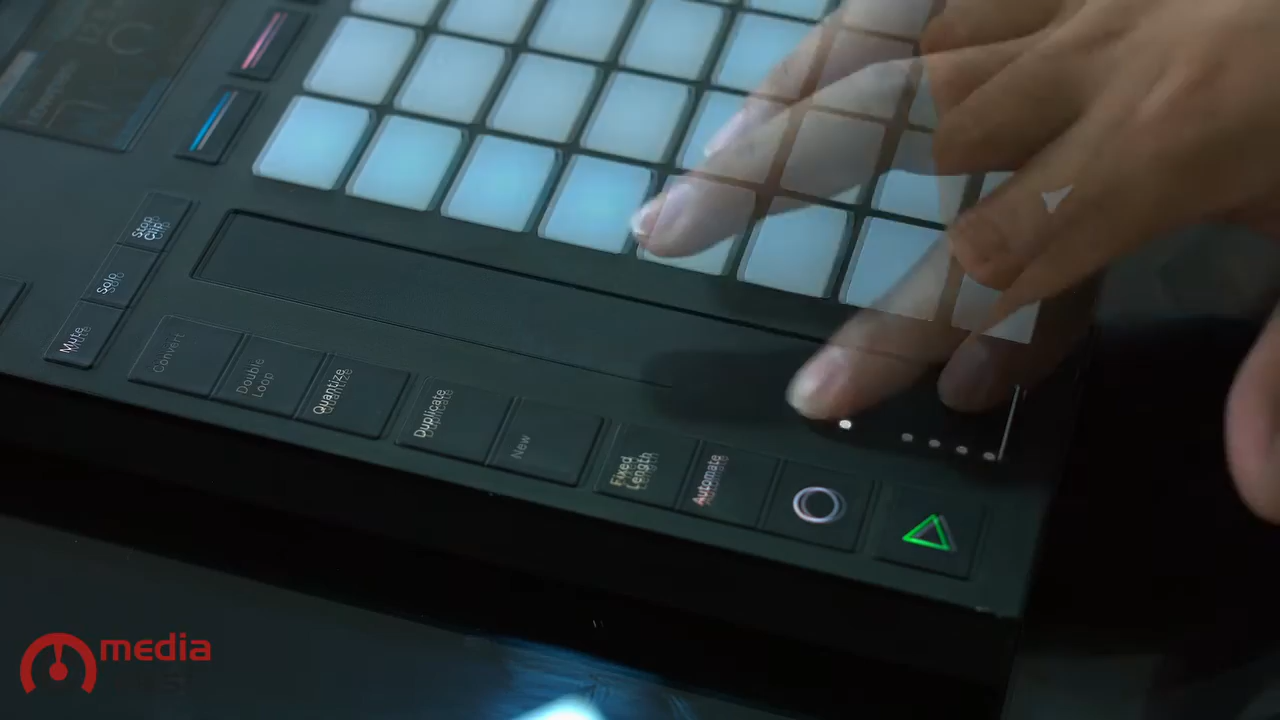 Stop
Clip
Solo
Mute
Convert
Double
Loop
Quantize
Duplicate
New
Fixed
Length
Automate
media